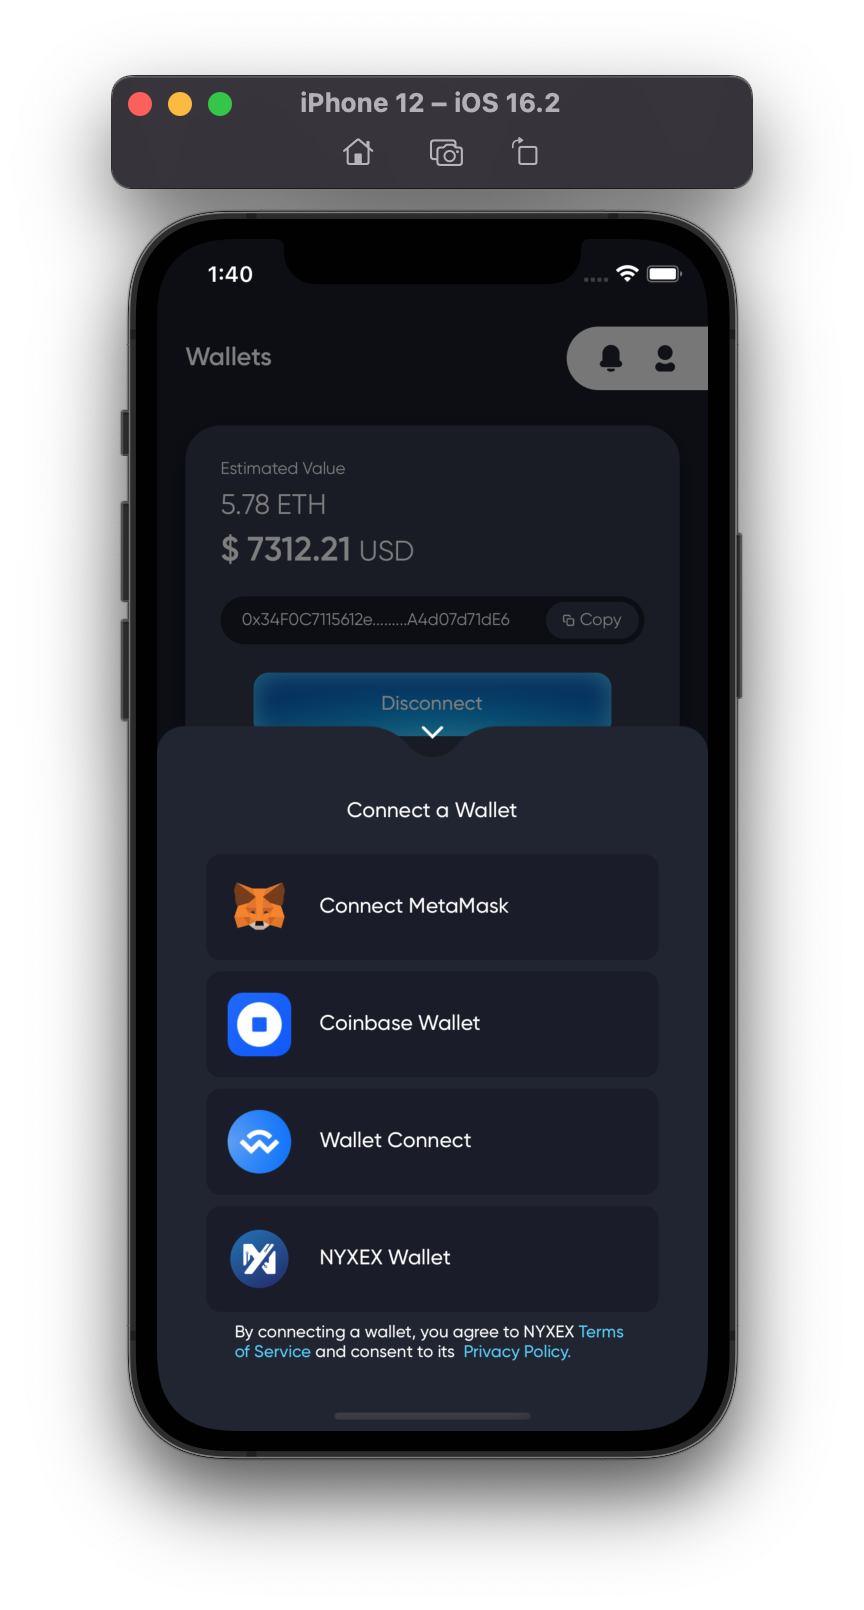 iPhone 12 – iOS 16.2
1:40
Wallets
Estimated Value
5.78 ETH
$ 7312.21 USD
0x34F0C7115612e.........A4d07d71dE6
Copy
Disconnect
Connect a Wallet
Connect MetaMask
Coinbase Wallet
Wallet Connect
NYXEX Wallet
By connecting a wallet, you agree to NYXEX Terms
of Service and consent to its Privacy Policy.